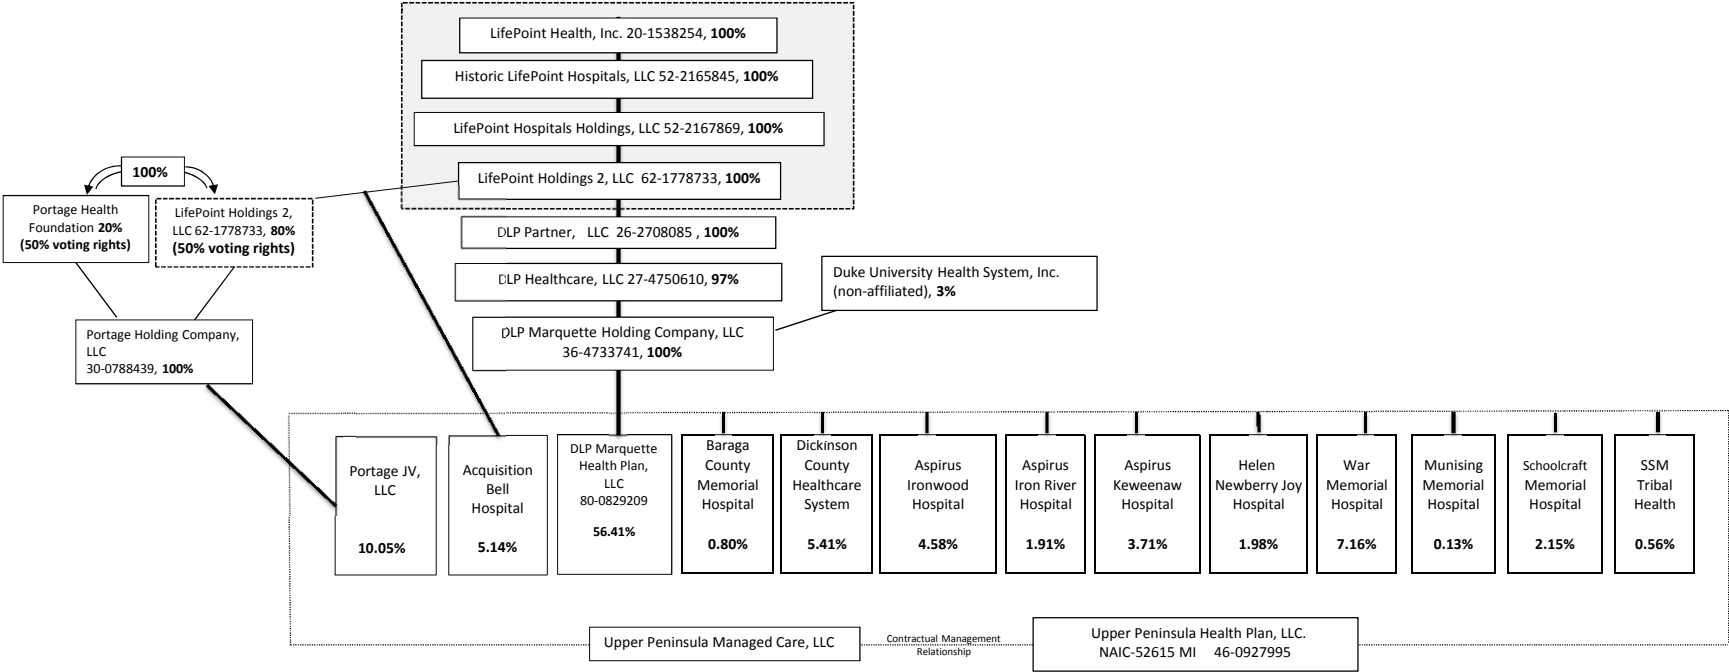 LifePoint Health, Inc. 20-1538254, 100%
Historic LifePoint Hospitals, LLC 52-2165845, 100%
LifePoint Hospitals Holdings, LLC 52-2167869, 100%
LifePoint Holdings 2, LLC 62-1778733, 100%
100%
Portage Health
Foundation 20%
(50% voting rights)
LifePoint Holdings 2,
LLC 62-1778733, 80%
(50% voting rights)
DLP Partner, LLC 26-2708085 , 100%
DLP Healthcare, LLC 27-4750610, 97%
Duke University Health System, Inc.
(non-affiliated), 3%
DLP Marquette Holding Company, LLC
36-4733741, 100%
Portage Holding Company,
LLC
30-0788439, 100%
Portage JV,
LLC
10.05%
Acquisition
Bell
Hospital
5.14%
DLP Marquette
Health Plan,
LLC
80-0829209
56.41%
Baraga
County
Memorial
Hospital
0.80%
Dickinson
County
Healthcare
System
5.41%
Aspirus
Ironwood
Hospital
4.58%
Aspirus
Iron River
Hospital
1.91%
Aspirus
Keweenaw
Hospital
3.71%
Helen
Newberry Joy
Hospital
1.98%
War
Memorial
Hospital
7.16%
Munising
Memorial
Hospital
0.13%
Schoolcraft
Memorial
Hospital
2.15%
SSM
Tribal
Health
0.56%
Upper Peninsula Managed Care, LLC
Contractual Management
Relationship
Upper Peninsula Health Plan, LLC.
NAIC-52615 MI 46-0927995